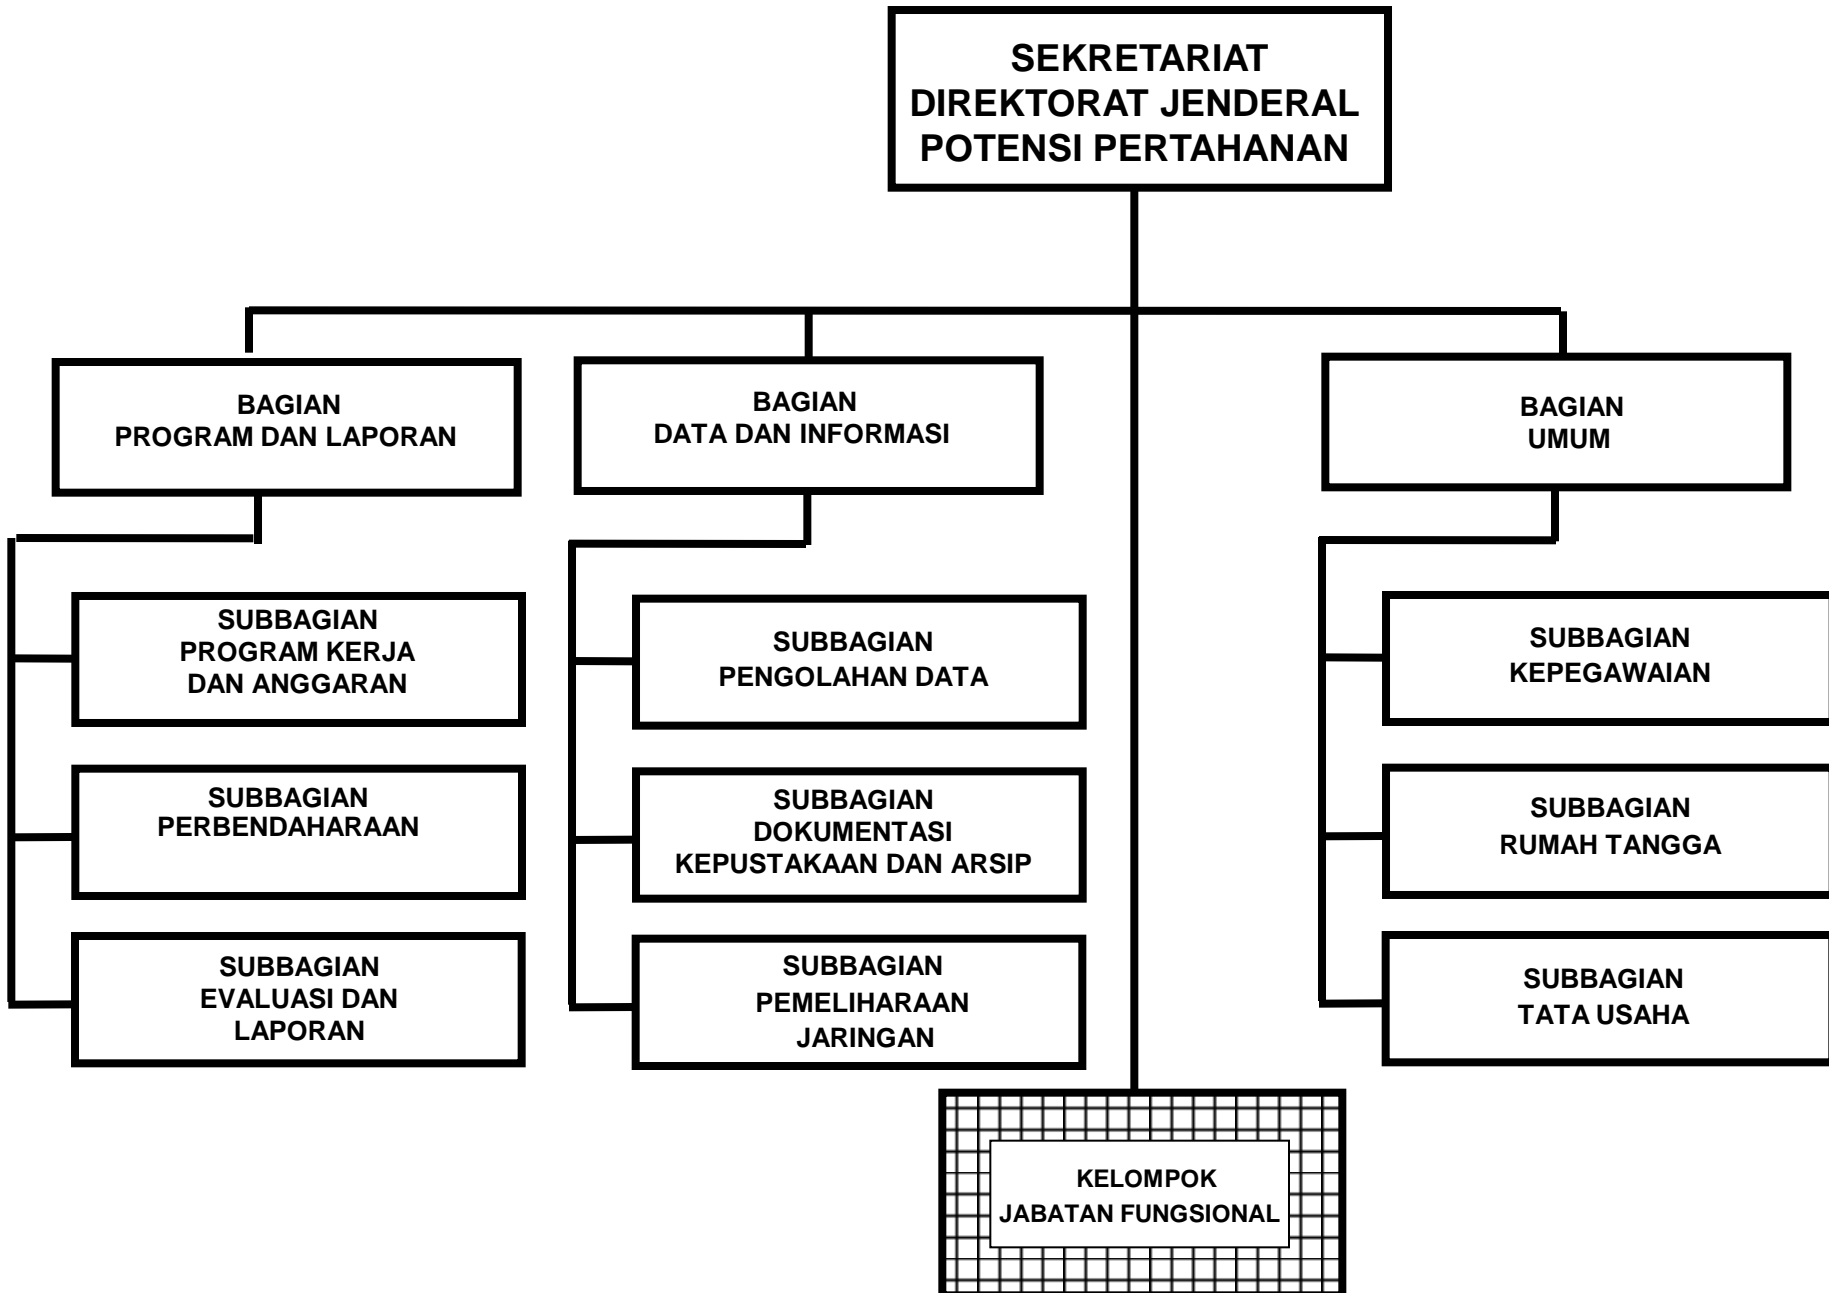 SEKRETARIAT
DIREKTORAT JENDERAL
POTENSI PERTAHANAN
BAGIAN
PROGRAM DAN LAPORAN
BAGIAN
DATA DAN INFORMASI
BAGIAN
UMUM
SUBBAGIAN
PROGRAM KERJA
DAN ANGGARAN
SUBBAGIAN
PENGOLAHAN DATA
SUBBAGIAN
KEPEGAWAIAN
SUBBAGIAN
PERBENDAHARAAN
SUBBAGIAN
DOKUMENTASI
KEPUSTAKAAN DAN ARSIP
SUBBAGIAN
RUMAH TANGGA
SUBBAGIAN
EVALUASI DAN
LAPORAN
SUBBAGIAN
PEMELIHARAAN
JARINGAN
SUBBAGIAN
TATA USAHA
KELOMPOK
JABATAN FUNGSIONAL